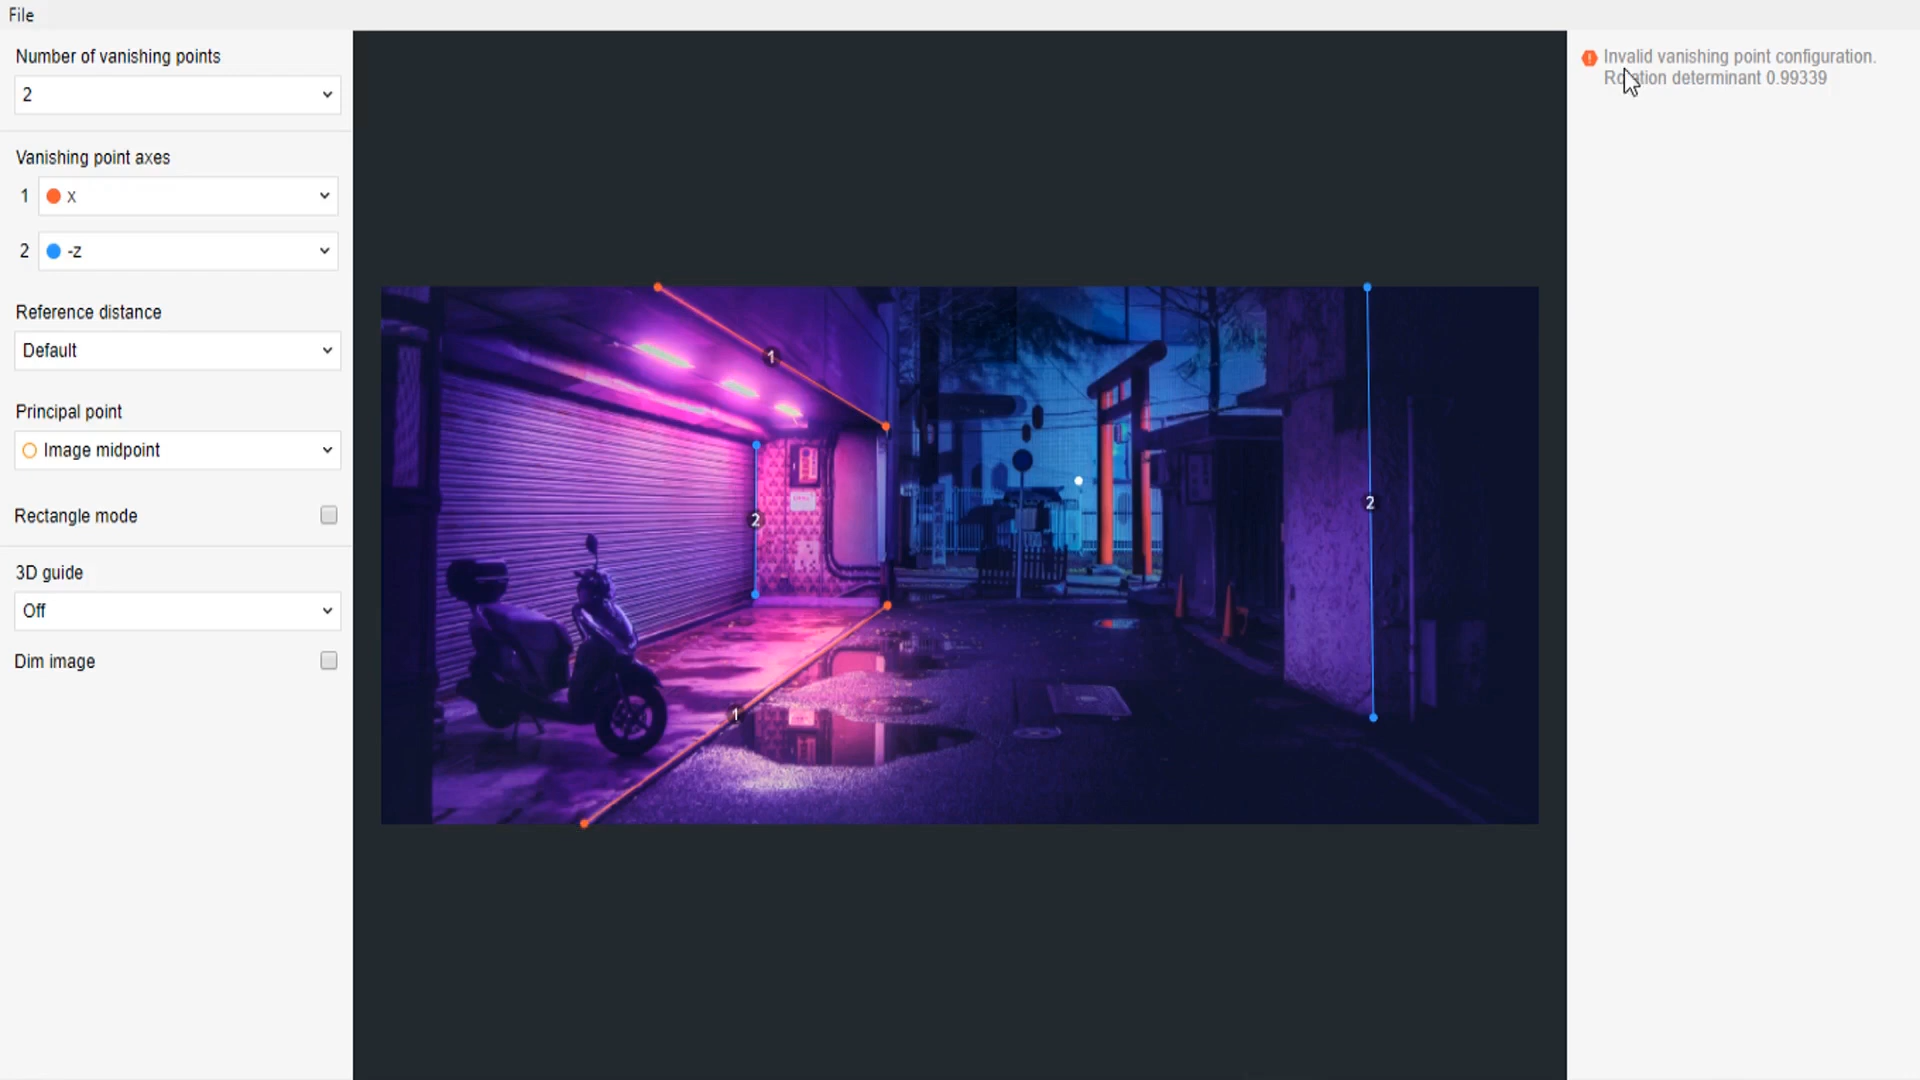 File
Number of vanishing points
2
Vanishing point axes
1
x
2
-z
Reference distance
Default
Principal point
Image midpoint
Rectangle mode
3D guide
Off
Dim image
1
2
2
1
Invalid vanishing point configuration.
Rotation determinant 0.99339